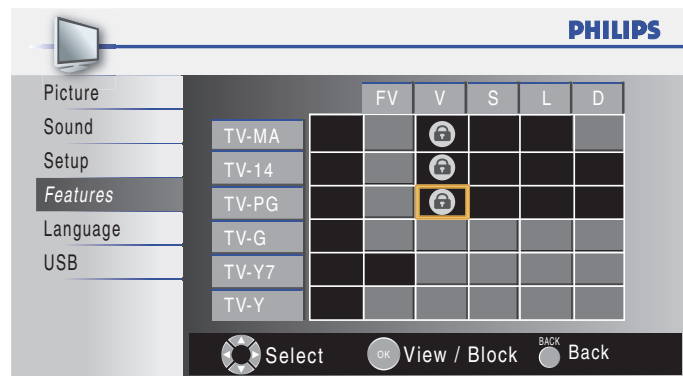 PHILIPS
Picture
Sound
Setup
Features
Language
USB
FV V S L D
TV-MA
TV-14
TV-PG
TV-G
TV-Y7
TV-Y
Select OK View / Block BACK Back